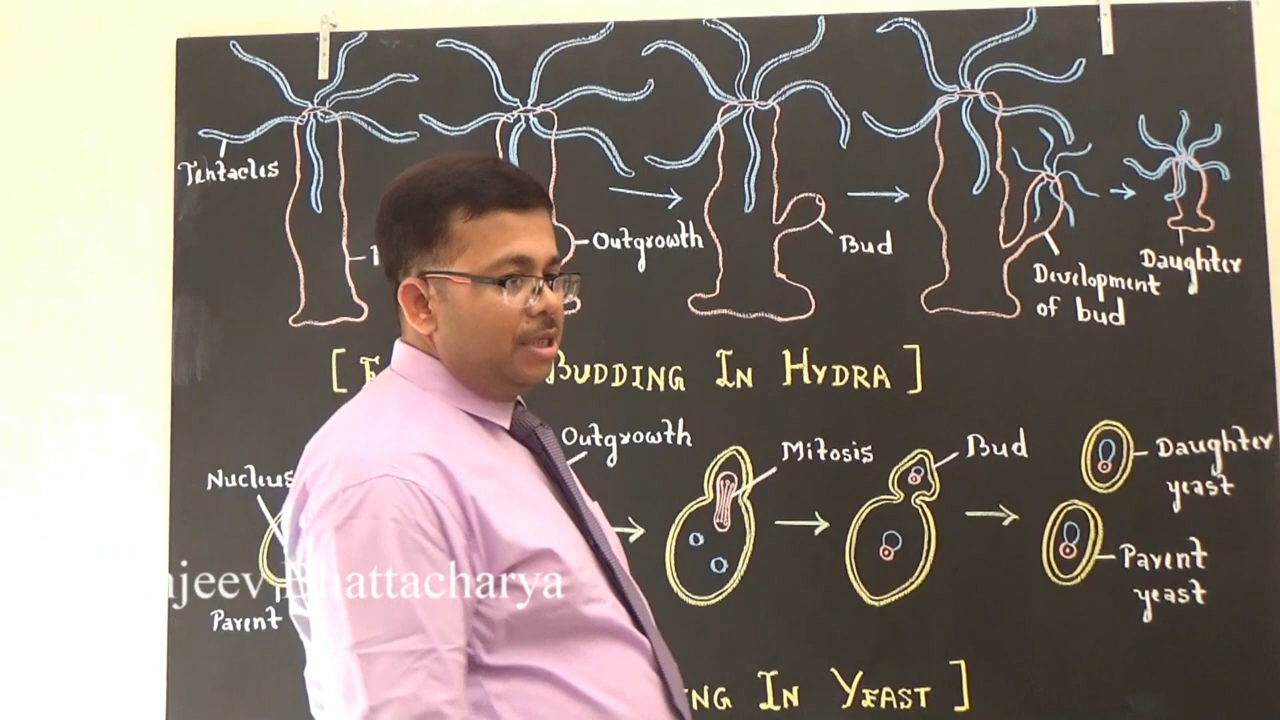 Tentacles
Outgrowth
Bud
Development
of bud
Daughter
[ BUDDING IN HYDRA ]
Nucleus
Outgrowth
Mitosis
Bud
Daughter
yeast
Parent
yeast
Parent
Bhattacharya
IN YEAST ]